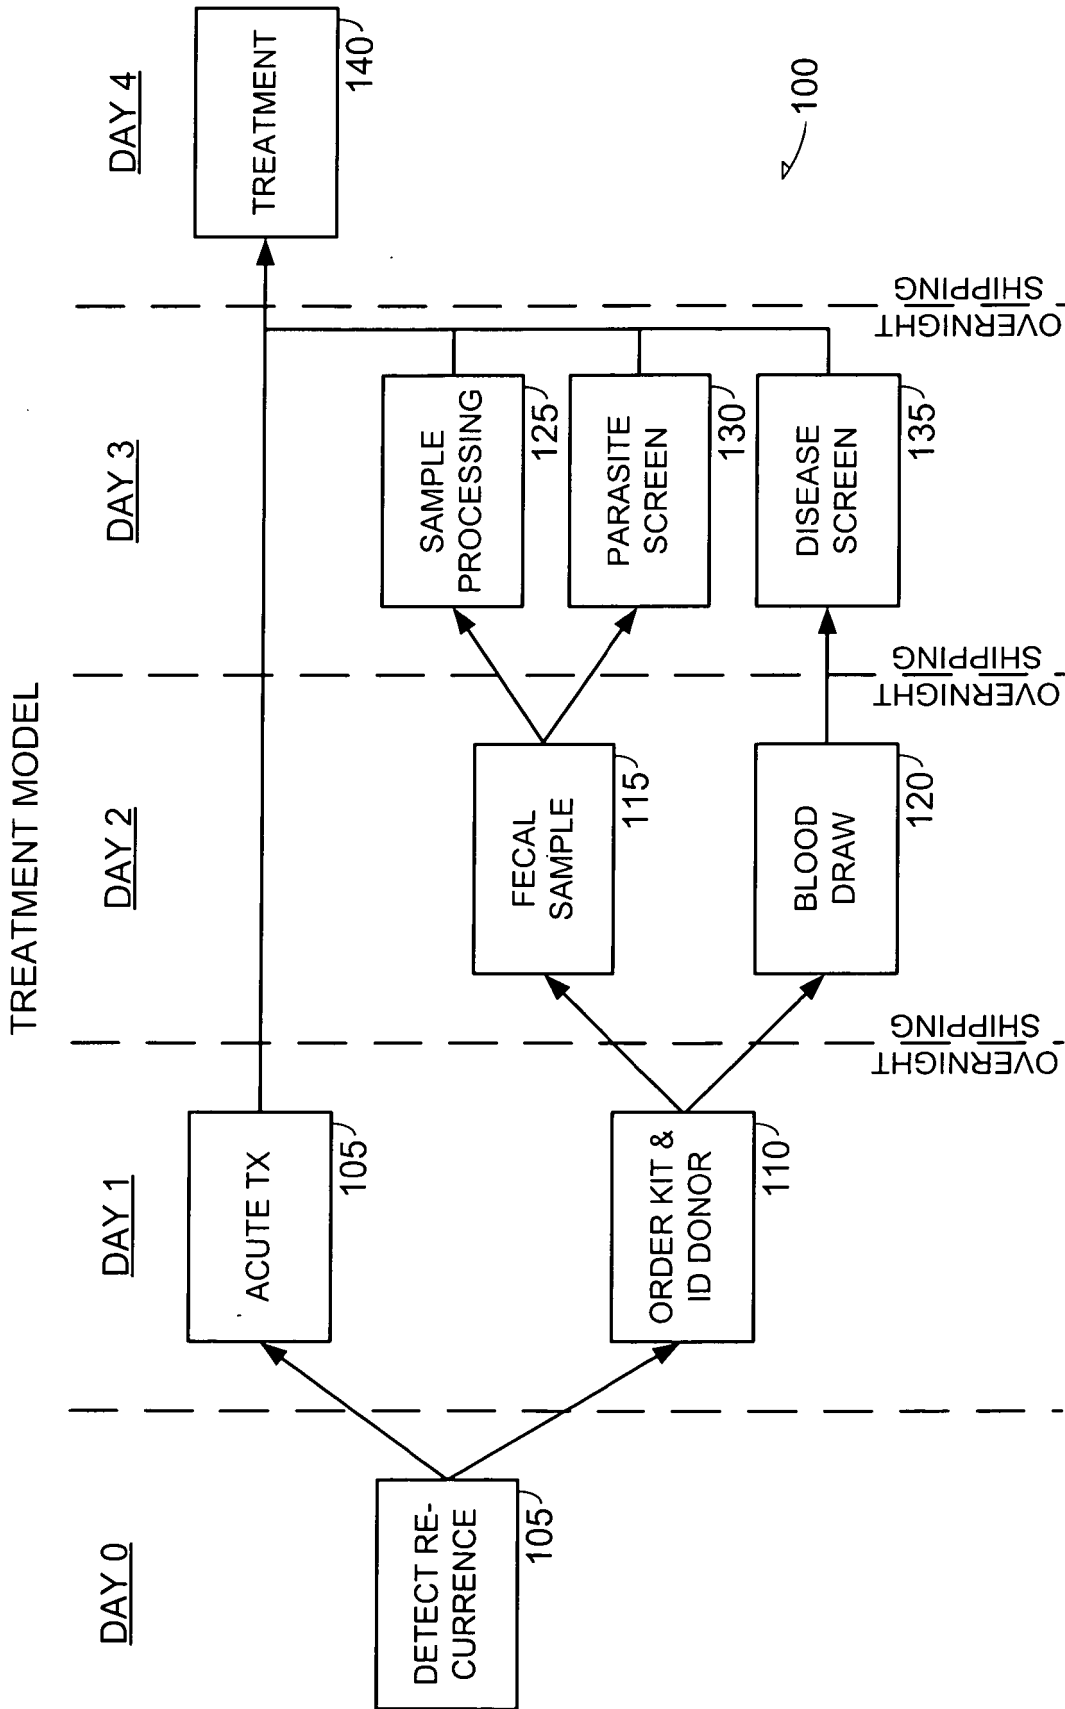 TREATMENT MODEL
DAY 0
DAY 1
DAY 2
DAY 3
DAY 4
DETECT RE-
CURRENCE
105
ACUTE TX
105
ORDER KIT &
ID DONOR
110
OVERNIGHT
SHIPPING
FECAL
SAMPLE
115
BLOOD
DRAW
120
OVERNIGHT
SHIPPING
SAMPLE
PROCESSING
125
PARASITE
SCREEN
130
DISEASE
SCREEN
135
OVERNIGHT
SHIPPING
TREATMENT
140
100